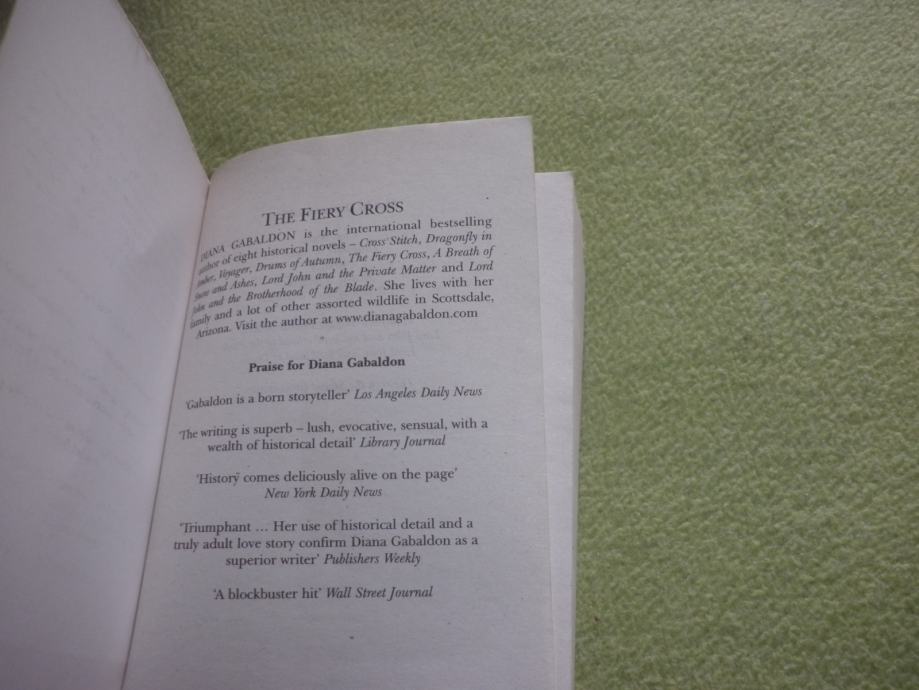 THE FIERY CROSS
DIANA GABALDON is the international bestselling
author of eight historical novels – Cross Stitch, Dragonfly in
Amber, Voyager, Drums of Autumn, The Fiery Cross, A Breath of
Snow and Ashes, Lord John and the Private Matter and Lord
John and the Brotherhood of the Blade. She lives with her
family and a lot of other assorted wildlife in Scottsdale,
Arizona. Visit the author at www.dianagabaldon.com
Praise for Diana Gabaldon
‘Gabaldon is a born storyteller’ Los Angeles Daily News
‘The writing is superb – lush, evocative, sensual, with a
wealth of historical detail’ Library Journal
‘History comes deliciously alive on the page’
New York Daily News
‘Triumphant … Her use of historical detail and a
truly adult love story confirm Diana Gabaldon as a
superior writer’ Publishers Weekly
‘A blockbuster hit’ Wall Street Journal